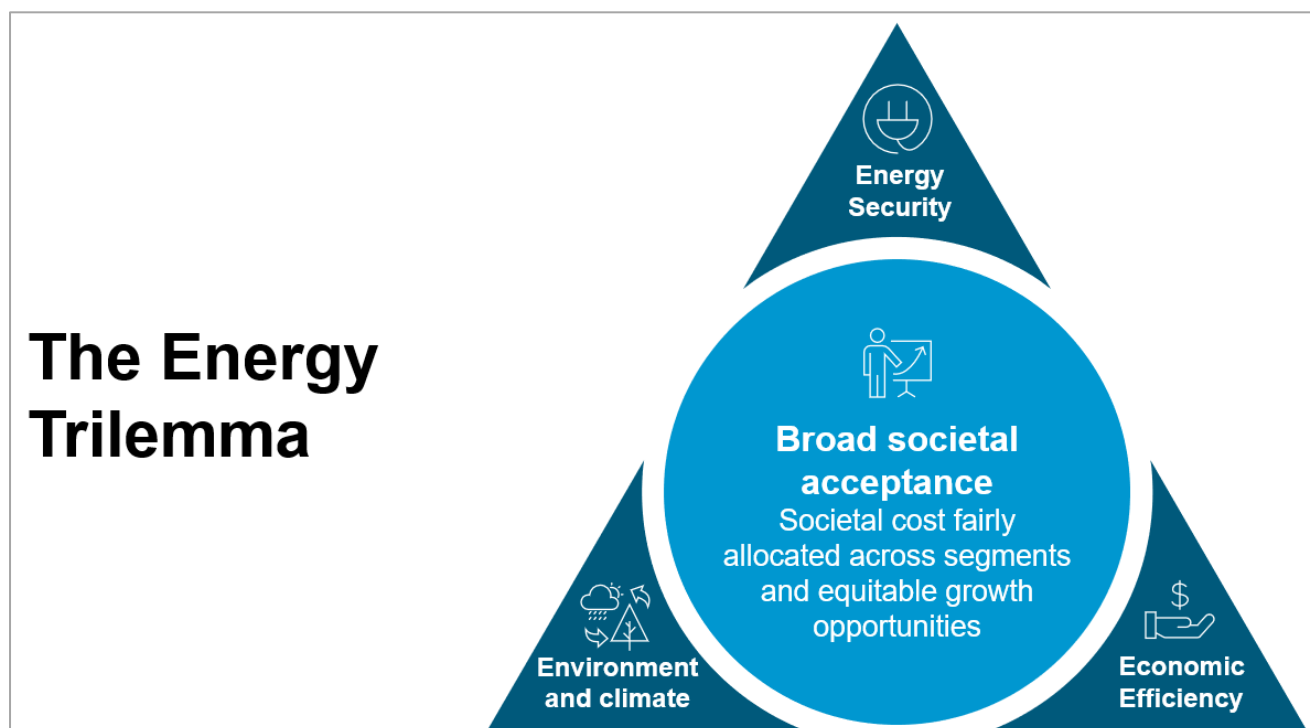 The Energy
Trilemma
Energy
Security
Broad societal
acceptance
Societal cost fairly
allocated across segments
and equitable growth
opportunities
Environment
and climate
$
Economic
Efficiency